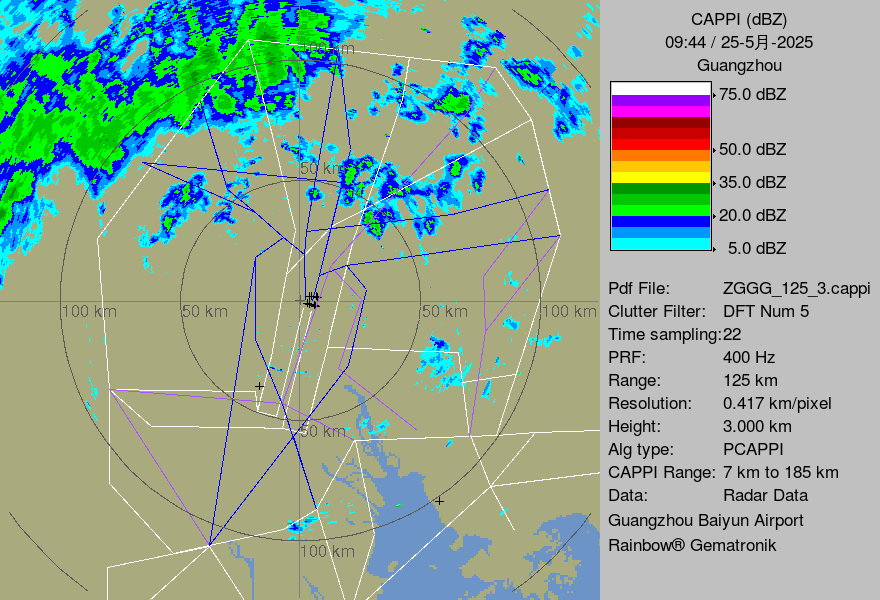 CAPPI (dBZ)
09:44 / 25-5月-2025
Guangzhou
75.0 dBZ
50.0 dBZ
35.0 dBZ
20.0 dBZ
5.0 dBZ
Pdf File: ZGGG_125_3.cappi
Clutter Filter: DFT Num 5
Time sampling:22
PRF: 400 Hz
Range: 125 km
Resolution: 0.417 km/pixel
Height: 3.000 km
Alg type: PCAPPI
CAPPI Range: 7 km to 185 km
Data: Radar Data
Guangzhou Baiyun Airport
Rainbow® Gematronik
100 km
50 km
100 km
50 km
50 km
100 km
50 km
100 km